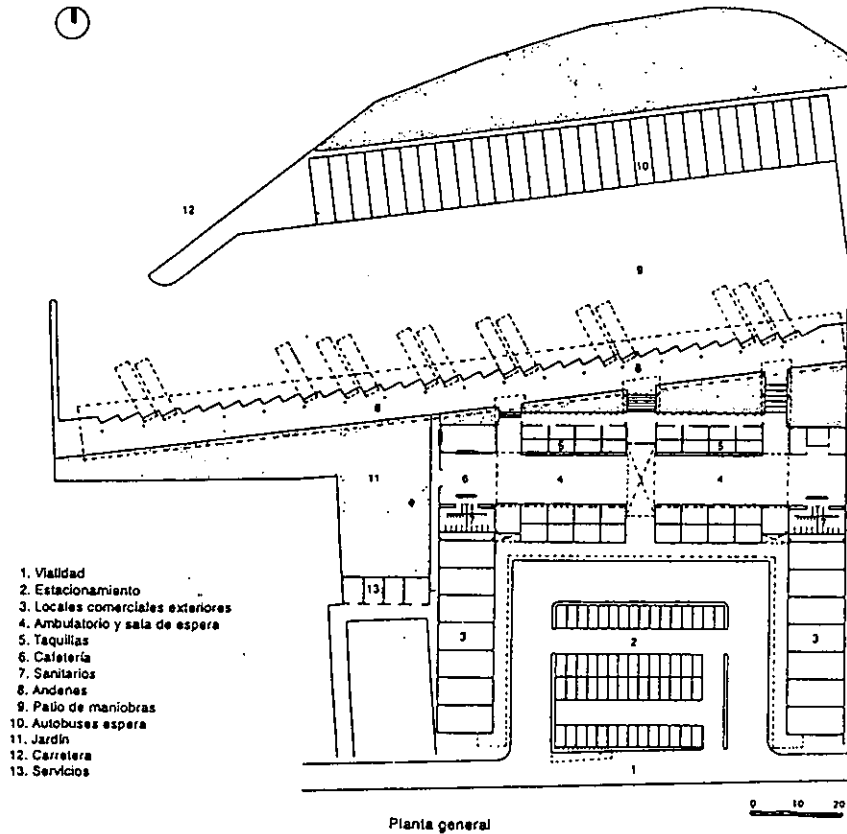 12
10
9
8
8
5
5
11
6
4
4
7
7
13
3
2
3
1
1. Vialidad
2. Estacionamiento
3. Locales comerciales exteriores
4. Ambulatorio y sala de espera
5. Taquillas
6. Cafetería
7. Sanitarios
8. Andenes
9. Patio de maniobras
10. Autobuses espera
11. Jardín
12. Carretera
13. Servicios
Planta general
0 10 20